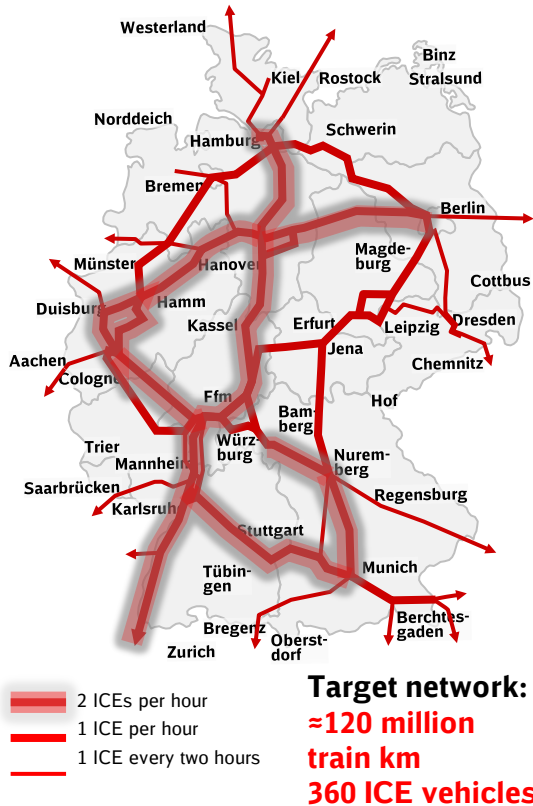 Westerland
Binz
Kiel Rostock
Stralsund
Norddeich
Schwerin
Hamburg
Bremen
Berlin
Magde-
burg
Münster
Hanover
Cottbus
Duisburg
Hamm
Kassel
Erfurt
Leipzig
Dresden
Jena
Aachen
Cologne
Chemnitz
Ffm
Hof
Bam-
berg
Trier
Würz-
burg
Mannheim
Nurem-
berg
Saarbrücken
Regensburg
Karlsruhe
Stuttgart
Tübin-
gen
Munich
Berchtes-
gaden
Bregenz
Oberst-
dorf
Zurich
2 ICEs per hour
1 ICE per hour
1 ICE every two hours
Target network:
≈120 million
train km
360 ICE vehicles